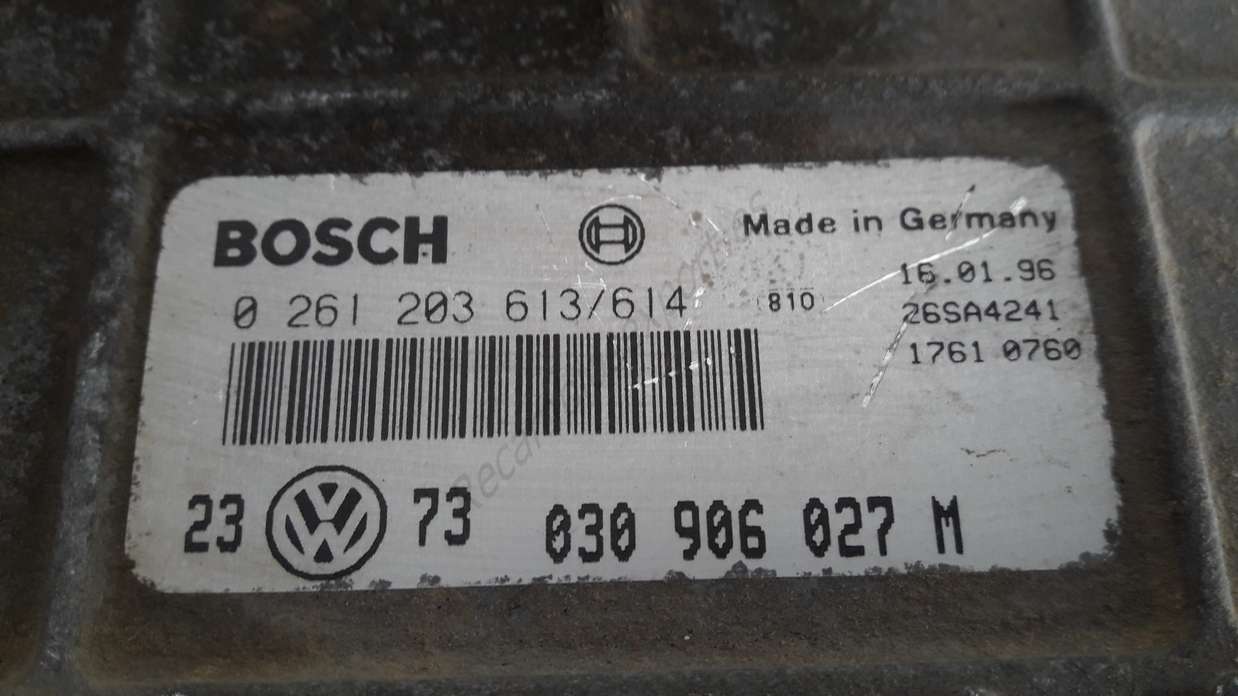 BOSCH
Made in Germany
0 261 203 613/614
810
16.01.96
26SA4241
1761 0760
23 VW 73 030 906 027 M